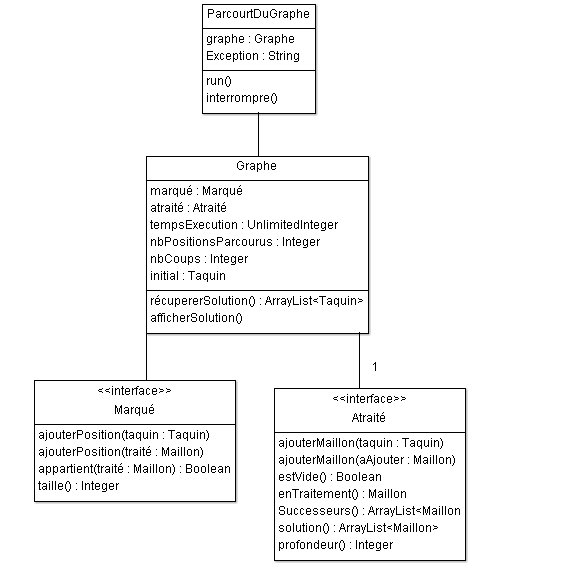 ParcourtDuGraphe
graphe : Graphe
Exception : String
run()
interrompre()
Graphe
marqué : Marqué
atraité : Atraité
tempsExecution : UnlimitedInteger
nbPositionsParcourus : Integer
nbCoups : Integer
initial : Taquin
récupererSolution() : ArrayList<Taquin>
afficherSolution()
1
<<interface>>
Marqué
ajouterPosition(taquin : Taquin)
ajouterPosition(traité : Maillon)
appartient(traité : Maillon) : Boolean
taille() : Integer
<<interface>>
Atraité
ajouterMaillon(taquin : Taquin)
ajouterMaillon(aAjouter : Maillon)
estVide() : Boolean
enTraitement() : Maillon
Successeurs() : ArrayList<Maillon
solution() : ArrayList<Maillon>
profondeur() : Integer